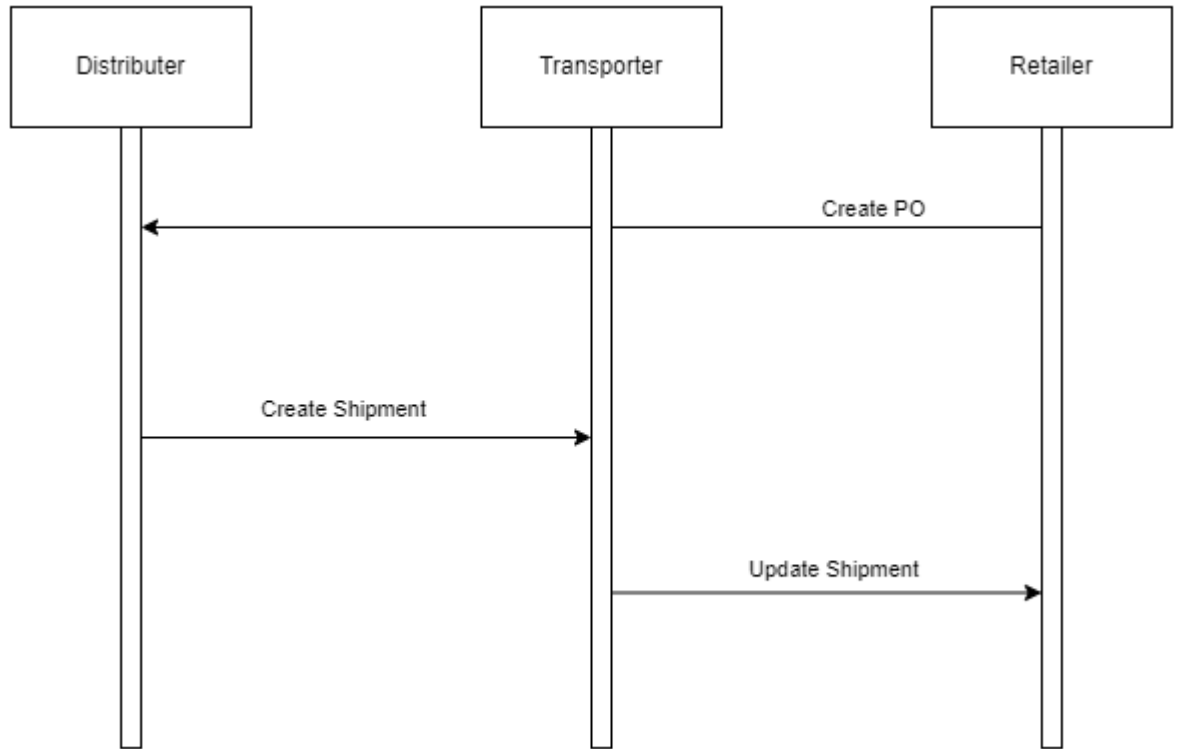 Distributer
Transporter
Retailer
Create PO
Create Shipment
Update Shipment